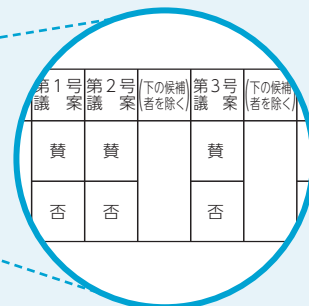 第1号
議　案
第2号
議　案
(下の候補
者を除く)
第3号
議　案
(下の候補
者を除く)
賛
賛
賛
否
否
否